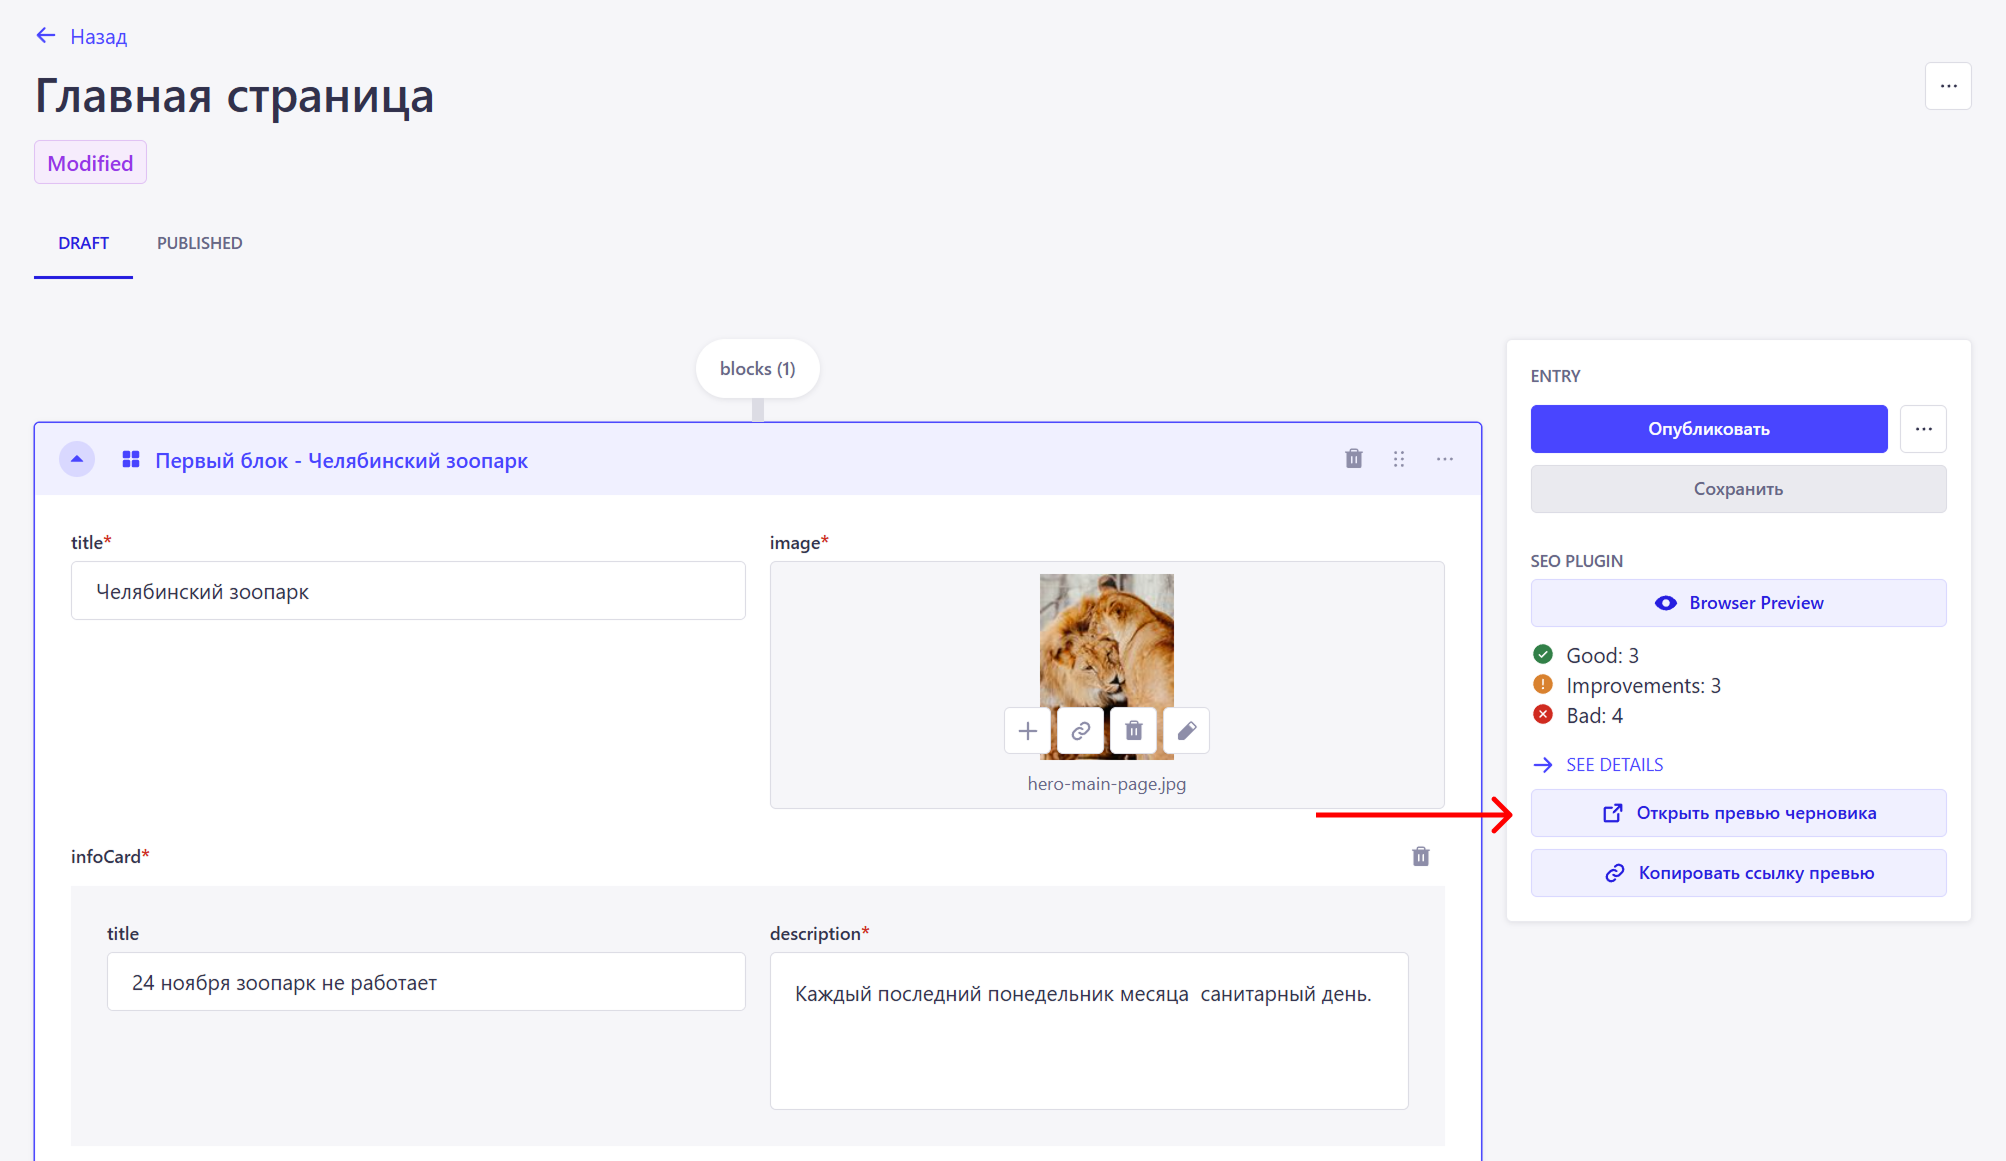 Назад
Главная страница
Modified
DRAFT PUBLISHED
blocks (1)
Первый блок - Челябинский зоопарк
title*
Челябинский зоопарк
image*
hero-main-page.jpg
infoCard*
title
24 ноября зоопарк не работает
description*
Каждый последний понедельник месяца  санитарный день.
ENTRY
Опубликовать
Сохранить
SEO PLUGIN
Browser Preview
Good: 3
Improvements: 3
Bad: 4
SEE DETAILS
Открыть превью черновика
Копировать ссылку превью